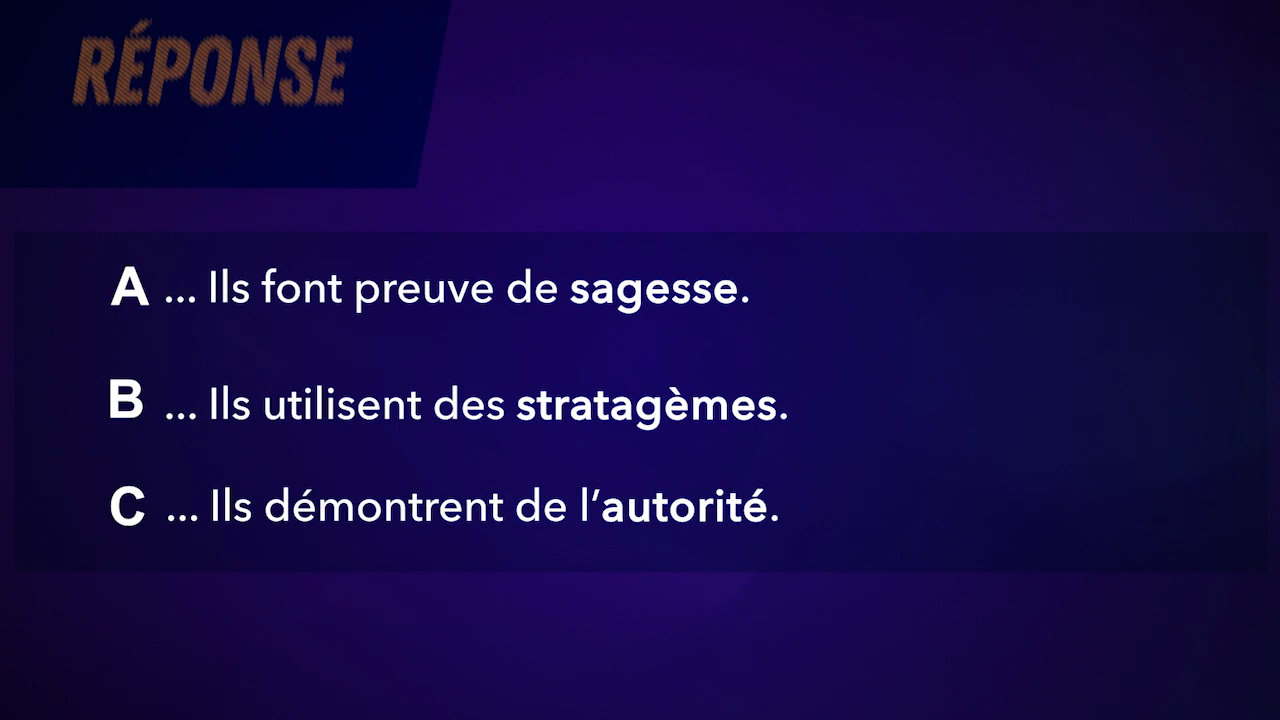 RÉPONSE
A ... Ils font preuve de sagesse.
B ... Ils utilisent des stratagèmes.
C ... Ils démontrent de l’autorité.